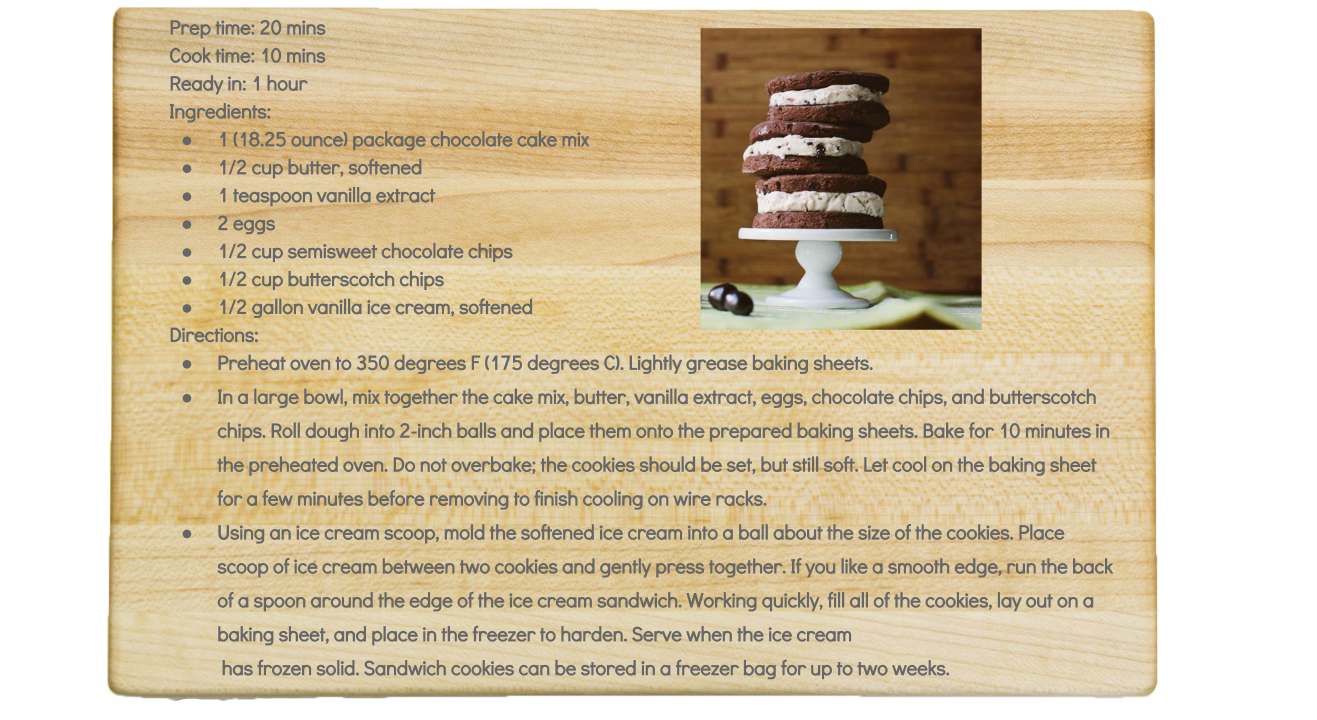 Prep time: 20 mins
Cook time: 10 mins
Ready in: 1 hour
Ingredients:
● 1 (18.25 ounce) package chocolate cake mix
● 1/2 cup butter, softened
● 1 teaspoon vanilla extract
● 2 eggs
● 1/2 cup semisweet chocolate chips
● 1/2 cup butterscotch chips
● 1/2 gallon vanilla ice cream, softened
Directions:
● Preheat oven to 350 degrees F (175 degrees C). Lightly grease baking sheets.
● In a large bowl, mix together the cake mix, butter, vanilla extract, eggs, chocolate chips, and butterscotch
chips. Roll dough into 2-inch balls and place them onto the prepared baking sheets. Bake for 10 minutes in
the preheated oven. Do not overbake; the cookies should be set, but still soft. Let cool on the baking sheet
for a few minutes before removing to finish cooling on wire racks.
● Using an ice cream scoop, mold the softened ice cream into a ball about the size of the cookies. Place
scoop of ice cream between two cookies and gently press together. If you like a smooth edge, run the back
of a spoon around the edge of the ice cream sandwich. Working quickly, fill all of the cookies, lay out on a
baking sheet, and place in the freezer to harden. Serve when the ice cream
has frozen solid. Sandwich cookies can be stored in a freezer bag for up to two weeks.